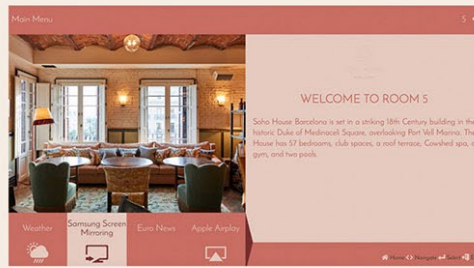 Main Menu
5
WELCOME TO ROOM 5
Soho House Barcelona is set in a striking 18th Century building in the
historic Duke of Medinaceli Square, overlooking Port Vell Marina. The
House has 57 bedrooms, club spaces, a roof terrace, Cowshed spa, a
gym, and two pools.
Weather
Samsung Screen
Mirroring
Euro News
Apple Airplay
Home Navigate Select